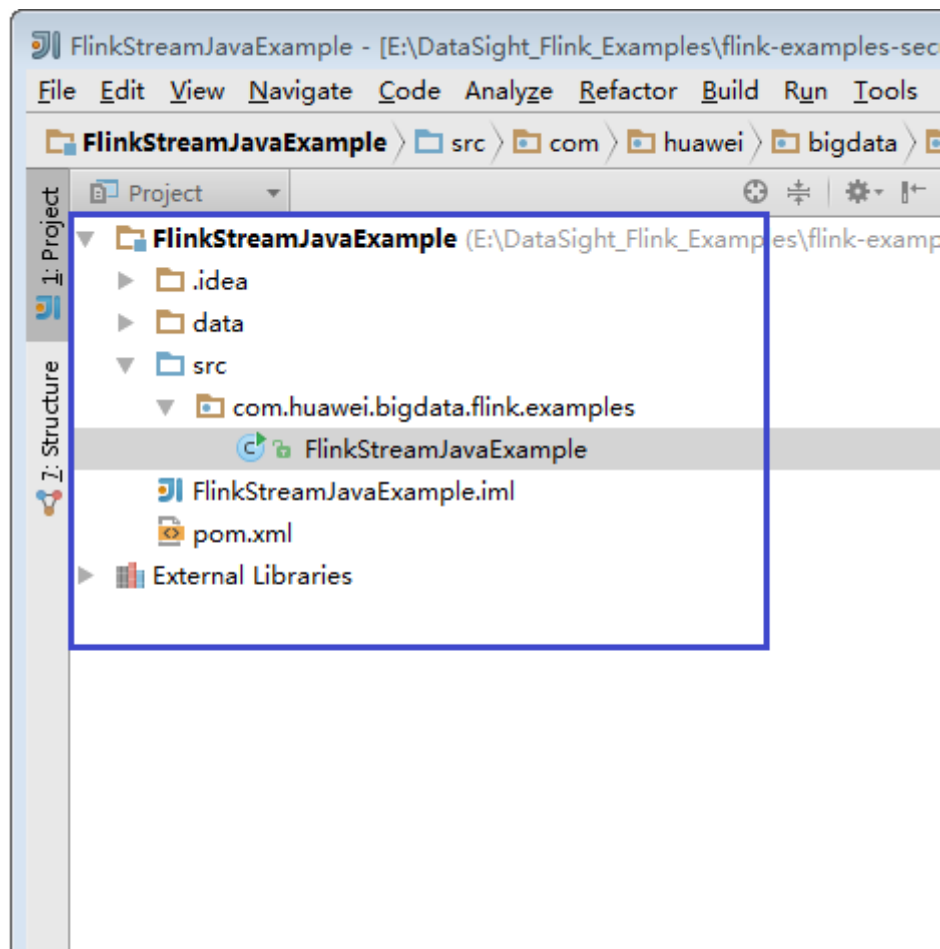 FlinkStreamJavaExample - [E:\DataSight_Flink_Examples\flink-examples-sec
File Edit View Navigate Code Analyze Refactor Build Run Tools
FlinkStreamJavaExample src com huawei bigdata
Project
1: Project
7: Structure
FlinkStreamJavaExample (E:\DataSight_Flink_Examples\flink-examp
.idea
data
src
com.huawei.bigdata.flink.examples
FlinkStreamJavaExample
FlinkStreamJavaExample.iml
pom.xml
External Libraries